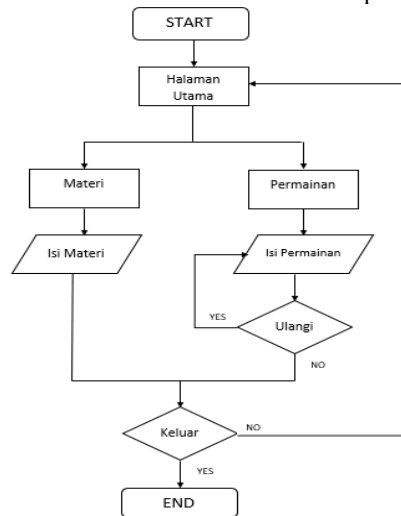 START
Halaman
Utama
Materi
Permainan
Isi Materi
Isi Permainan
YES
Ulangi
NO
Keluar
NO
YES
END